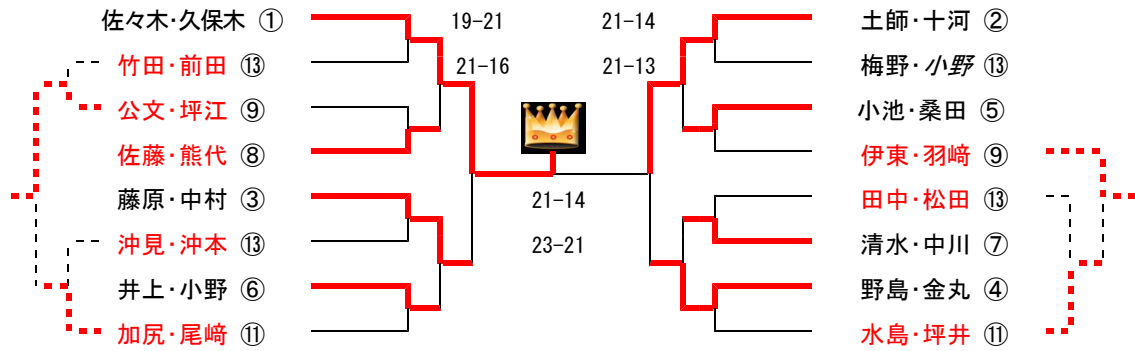 佐々木・久保木 ① 19-21 21-14 土師・十河 ②
竹田・前田 ⑬ 21-16 21-13 梅野・小野 ⑬
公文・坪江 ⑨ 小池・桑田 ⑤
佐藤・熊代 ⑧ 伊東・羽﨑 ⑨
藤原・中村 ③ 21-14 田中・松田 ⑬
沖見・沖本 ⑬ 23-21 清水・中川 ⑦
井上・小野 ⑥ 野島・金丸 ④
加尻・尾﨑 ⑪ 水島・坪井 ⑪